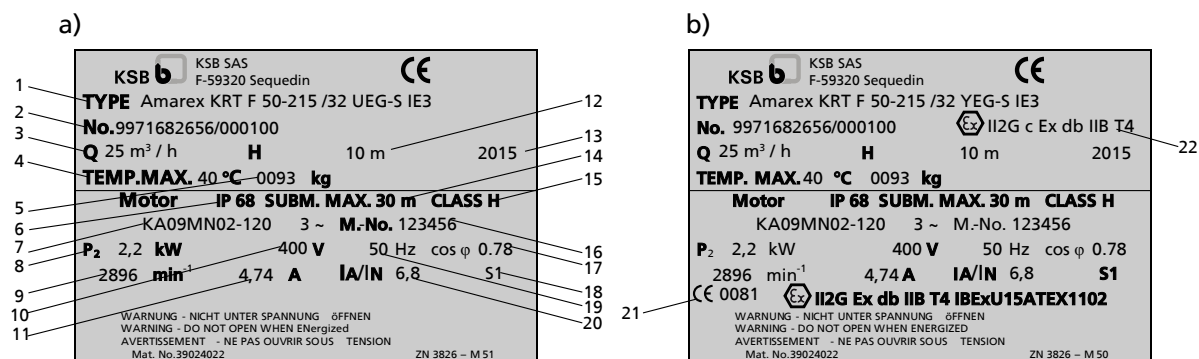 a)
KSB b KSB SAS
F-59320 Sequedin
CE
TYPE Amarex KRT F 50-215 /32 UEG-S IE3
No.9971682656/000100
Q 25 m³ / h H 10 m 2015
TEMP.MAX. 40 °C 0093 kg
Motor IP 68 SUBM. MAX. 30 m CLASS H
KA09MN02-120 3 ~ M.-No. 123456
P₂ 2,2 kW 400 V 50 Hz cos φ 0.78
2896 min⁻¹ 4,74 A IA/IN 6,8 S1
WARNUNG - NICHT UNTER SPANNUNG öFFNEN
WARNING - DO NOT OPEN WHEN ENergized
AVERTISSEMENT - NE PAS OUVRIR SOUS TENSION
Mat. No.39024022 ZN 3826 – M 51
1
2
3
4
5
6
7
8
9
10
11
12
13
14
15
16
17
18
19
20
b)
KSB b KSB SAS
F-59320 Sequedin
CE
TYPE Amarex KRT F 50-215 /32 YEG-S IE3
No. 9971682656/000100 Ex II2G c Ex db IIB T4
Q 25 m³ / h H 10 m 2015
TEMP. MAX. 40 °C 0093 kg
Motor IP 68 SUBM. MAX. 30 m CLASS H
KA09MN02-120 3 ~ M.-No. 123456
P₂ 2,2 kW 400 V 50 Hz cos φ 0.78
2896 min⁻¹ 4,74 A IA/IN 6,8 S1
CE 0081 Ex II2G Ex db IIB T4 IBExU15ATEX1102
WARNUNG - NICHT UNTER SPANNUNG öFFNEN
WARNING - DO NOT OPEN WHEN ENERGIZED
AVERTISSEMENT - NE PAS OUVRIR SOUS TENSION
Mat. No.39024022 ZN 3826 – M 50
21
22